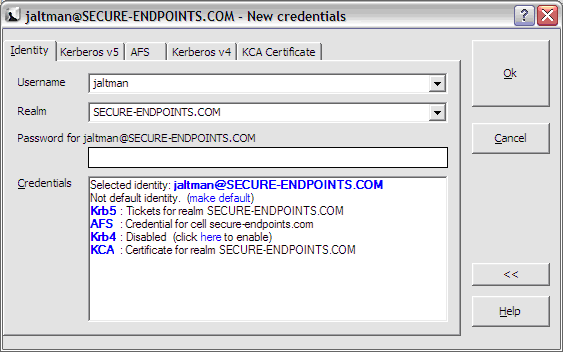 jaltman@SECURE-ENDPOINTS.COM - New credentials
Identity Kerberos v5 AFS Kerberos v4 KCA Certificate
Username jaltman
Ok
Realm SECURE-ENDPOINTS.COM
Password for jaltman@SECURE-ENDPOINTS.COM
Cancel
Credentials
Selected identity: jaltman@SECURE-ENDPOINTS.COM
Not default identity. (make default)
Krb5 : Tickets for realm SECURE-ENDPOINTS.COM
AFS : Credential for cell secure-endpoints.com
Krb4 : Disabled (click here to enable)
KCA : Certificate for realm SECURE-ENDPOINTS.COM
<<
Help